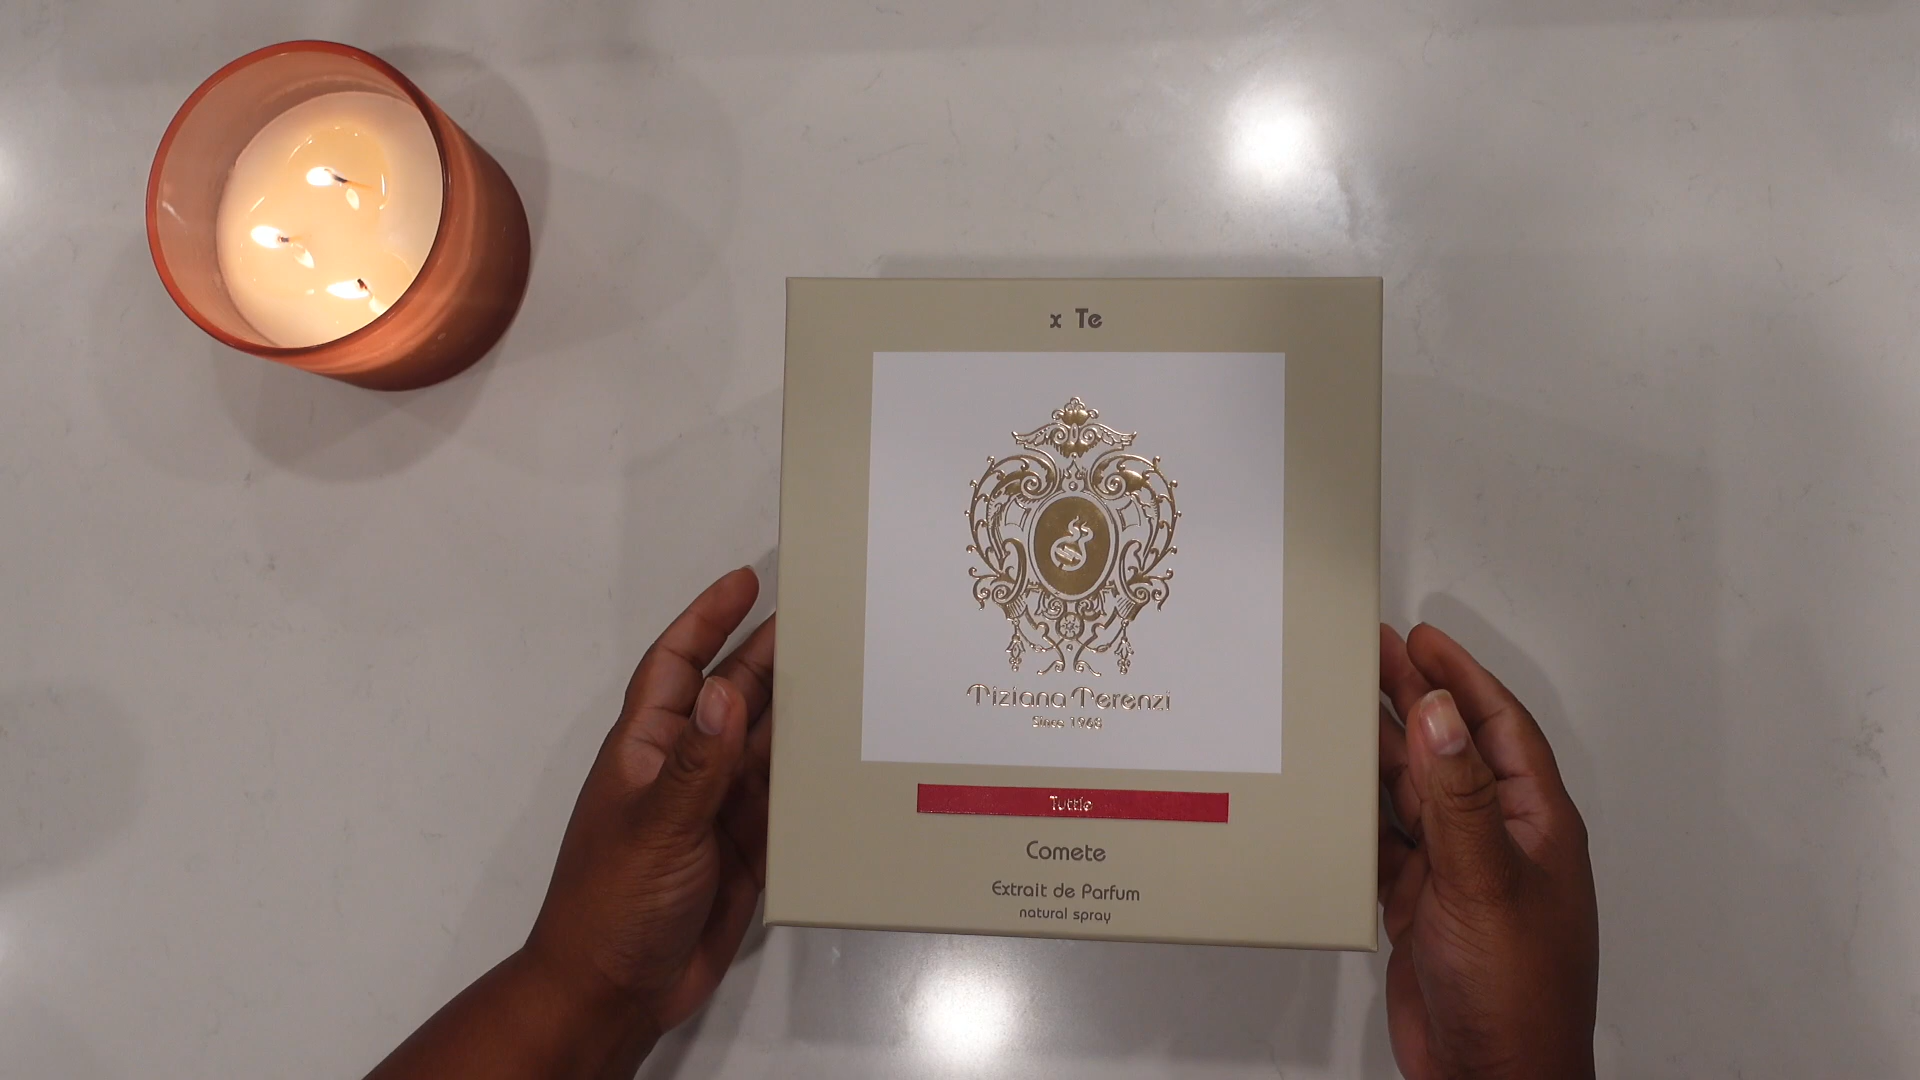 x Te
Tiziana Terenzi
Since 1968
Tuttle
Comete
Extrait de Parfum
natural spray